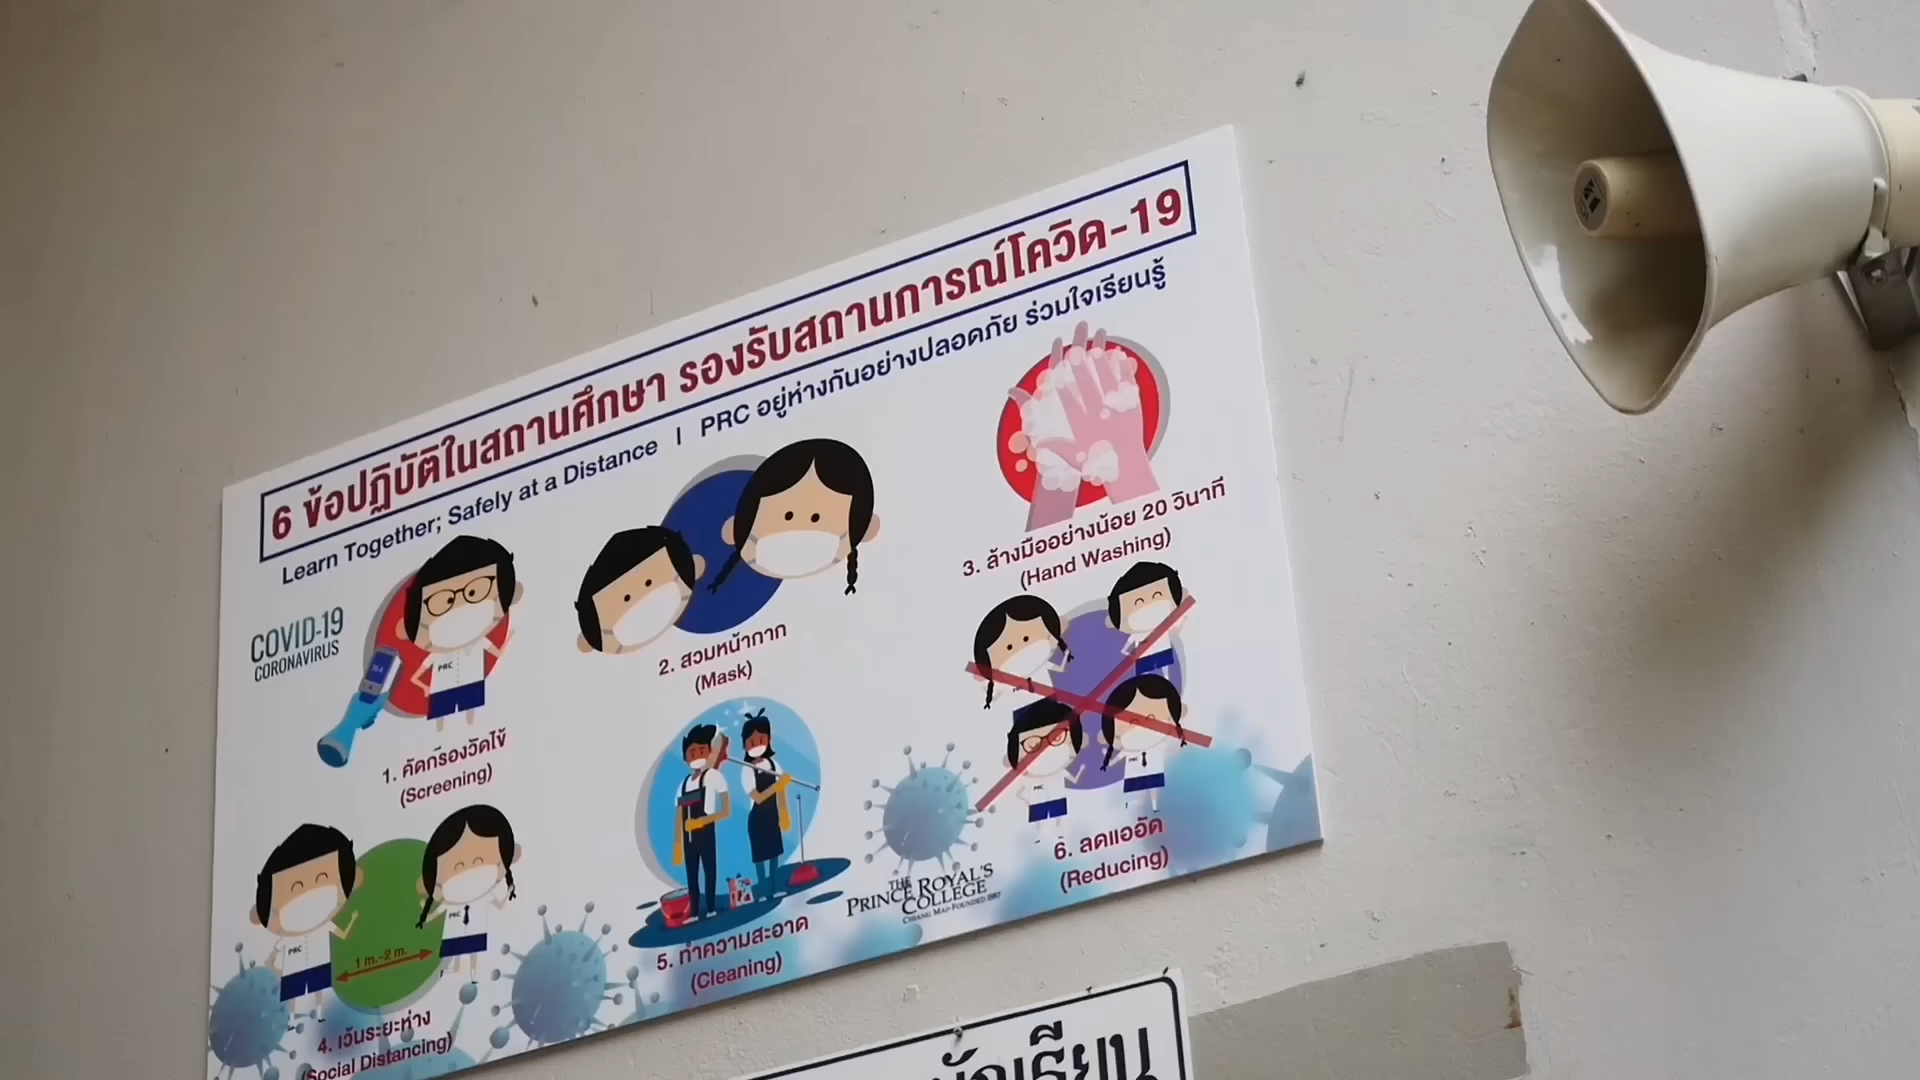 6 ข้อปฏิบัติในสถานศึกษา รองรับสถานการณ์โควิด-19
Learn Together; Safely at a Distance | PRC อยู่ห่างกันอย่างปลอดภัย ร่วมใจเรียนรู้
COVID-19
CORONAVIRUS
PRC
1. คัดกรองวัดไข้
(Screening)
2. สวมหน้ากาก
(Mask)
3. ล้างมืออย่างน้อย 20 วินาที
(Hand Washing)
PRC
PRC
1 m.-2 m.
4. เว้นระยะห่าง
(Social Distancing)
5. ทำความสะอาด
(Cleaning)
PRC
PRC
6. ลดแออัด
(Reducing)
THE
PRINCE ROYAL'S
COLLEGE
CHIANG MAI FOUNDED 1887